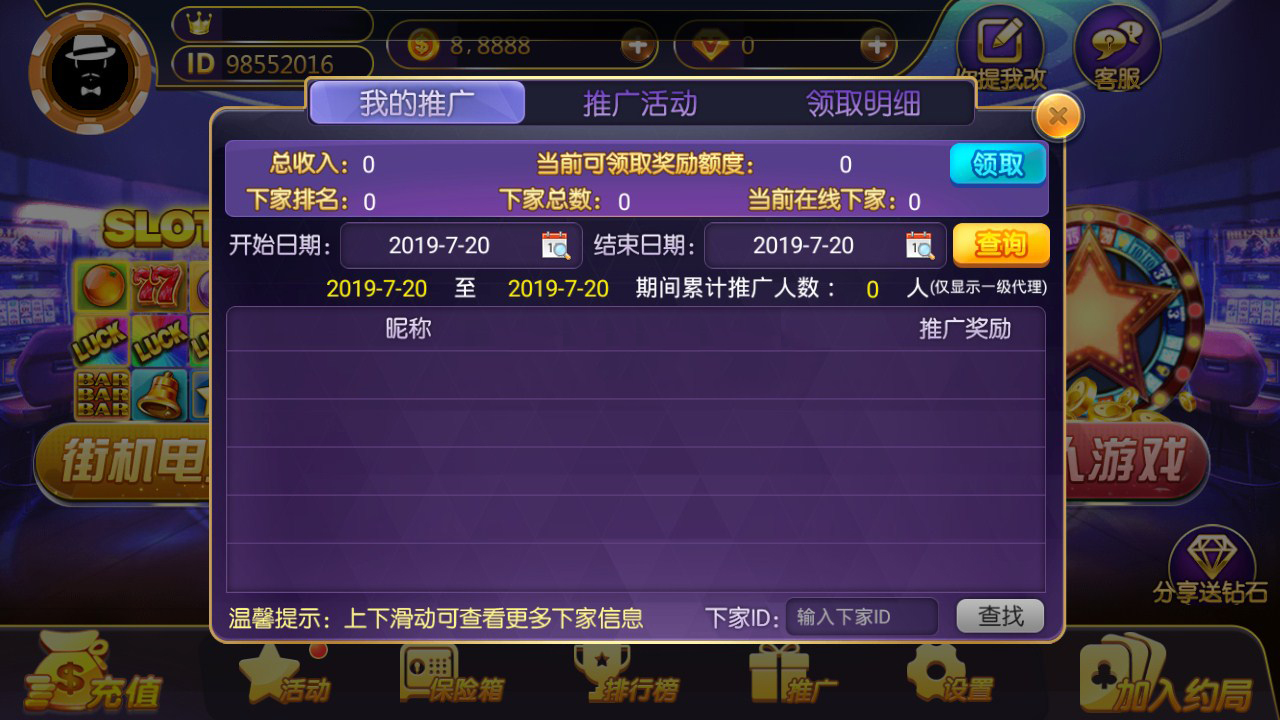 ID 98552016
8,8888
0
你提我改
客服
我的推广
推广活动
领取明细
总收入：0
当前可领取奖励额度：0
领取
下家排名：0
下家总数：0
当前在线下家：0
开始日期：
2019-7-20
结束日期：
2019-7-20
查询
2019-7-20 至 2019-7-20 期间累计推广人数：0 人(仅显示一级代理)
昵称
推广奖励
SLOT
77
LUCK
LUCK
BAR
BAR
BAR
街机电
游戏
分享送钻石
温馨提示：上下滑动可查看更多下家信息
下家ID：
输入下家ID
查找
充值
活动
保险箱
排行榜
推广
设置
加入约局